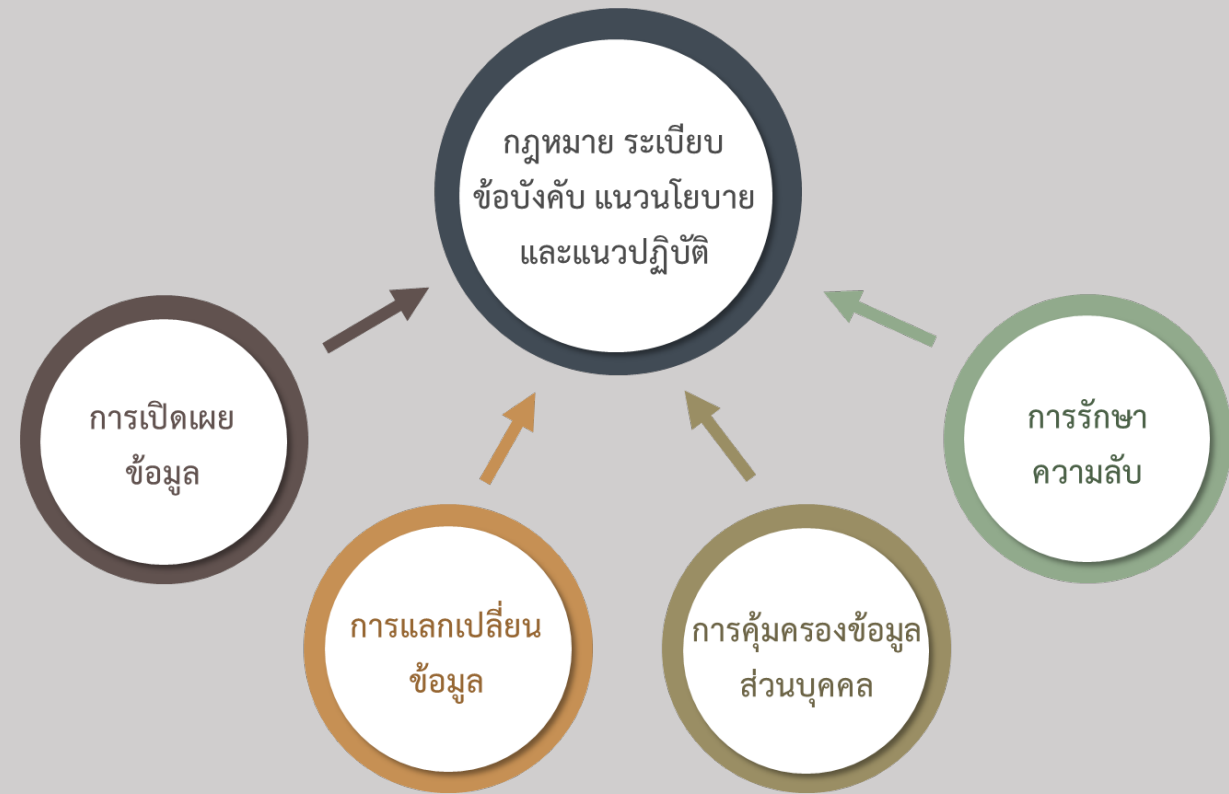 กฎหมาย ระเบียบ
ข้อบังคับ แนวนโยบาย
และแนวปฏิบัติ
การเปิดเผย
ข้อมูล
การแลกเปลี่ยน
ข้อมูล
การคุ้มครองข้อมูล
ส่วนบุคคล
การรักษา
ความลับ